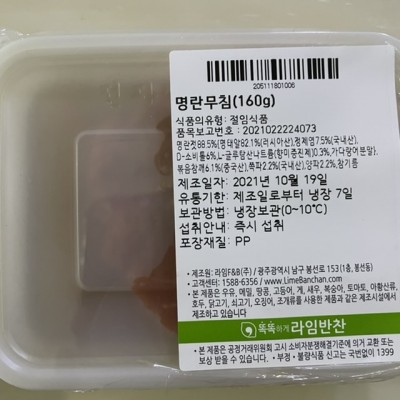 205111801006
명란무침(160g)
식품의유형: 절임식품
품목보고번호 : 2021022224073
명란젓88.5%(명태알82.1%(러시아산),정제염7.5%(국내산),
D-소비톨6%,L-글루탐산나트륨(향미증진제)0.3%,가다랑어분말),
볶음참깨6.1%(중국산),쪽파2.2%(국내산),양파2.2%,참기름
제조일자: 2021년 10월 19일
유통기한: 제조일로부터 냉장 7일
보관방법: 냉장보관(0~10℃)
섭취안내: 즉시 섭취
포장재질: PP
• 제조원: 라임F&B(주) / 광주광역시 남구 봉선로 153(1층, 봉선동)
• 고객센터: 1588-6356 / www.LimeBanchan.com
• 본 제품은 우유, 메밀, 땅콩, 고등어, 게, 새우, 복숭아, 토마토, 아황산류,
호두, 닭고기, 쇠고기, 오징어, 조개류를 사용한 제품과 같은 제조시설에서
제조하고 있습니다
똑똑하게 라임반찬
• 본 제품은 공정거래위원회 고시 소비자분쟁해결기준에 의거 교환 또는
보상 받을 수 있습니다. • 부정・불량식품 신고는 국번없이 1399